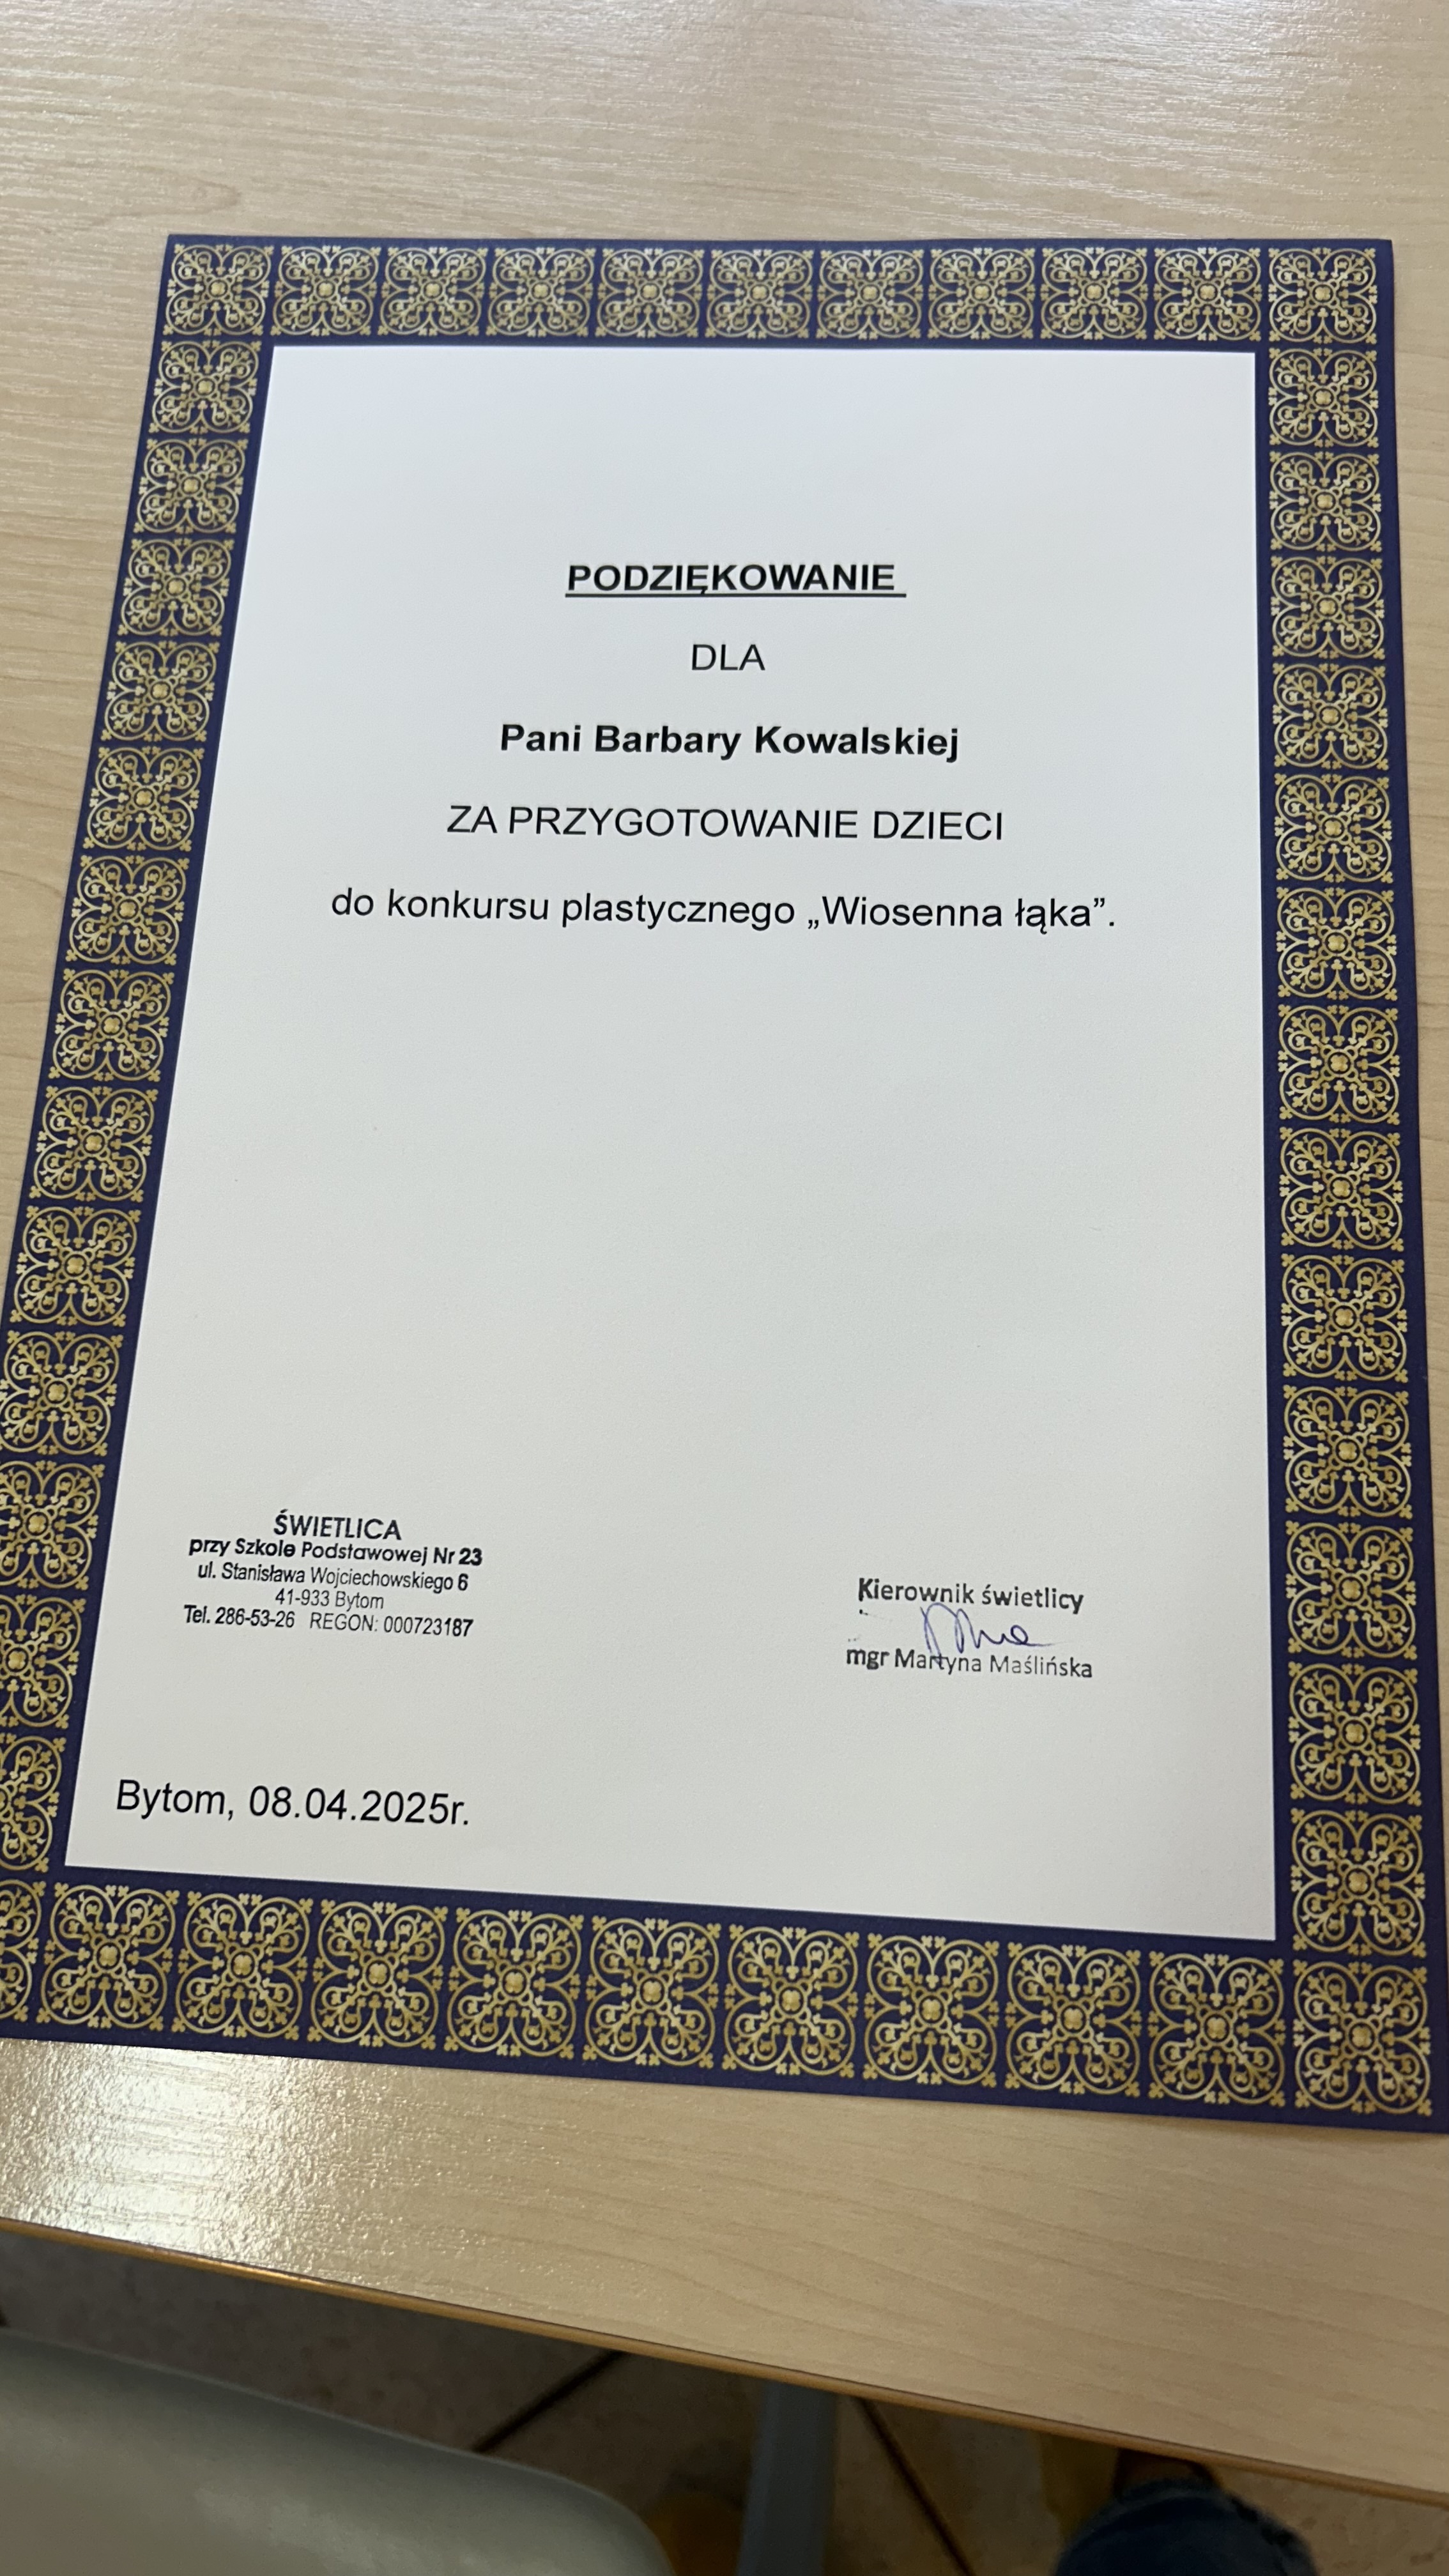 PODZIĘKOWANIE
DLA
Pani Barbary Kowalskiej
ZA PRZYGOTOWANIE DZIECI
do konkursu plastycznego „Wiosenna łąka”.
ŚWIETLICA
przy Szkole Podstawowej Nr 23
ul. Stanisława Wojciechowskiego 6
41-933 Bytom
Tel. 286-53-26 REGON: 000723187
Kierownik świetlicy
mgr Martyna Maślińska
Bytom, 08.04.2025r.